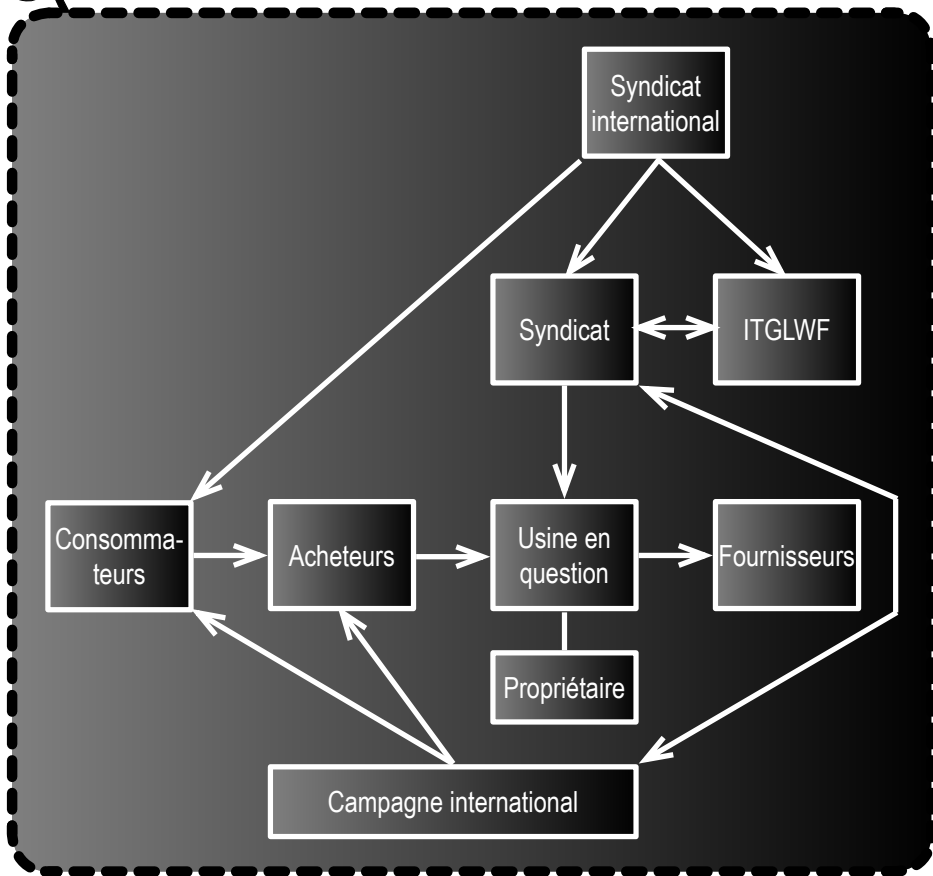 Syndicat
international
Syndicat
ITGLWF
Consomma-
teurs
Acheteurs
Usine en
question
Fournisseurs
Propriétaire
Campagne international